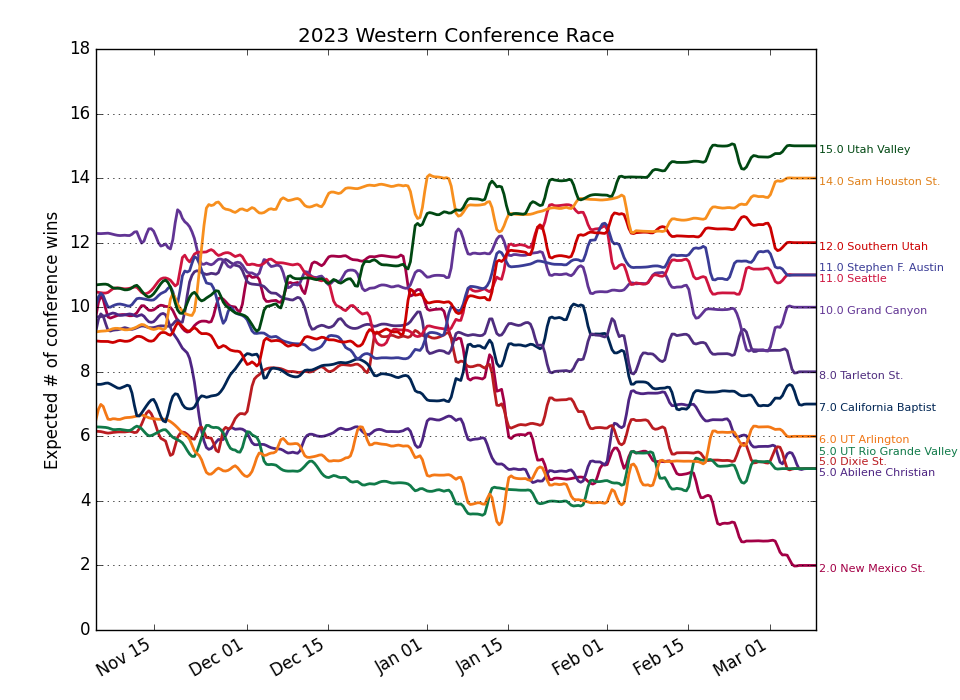 2023 Western Conference Race
Expected # of conference wins
18
16
14
12
10
8
6
4
2
0
Nov 15
Dec 01
Dec 15
Jan 01
Jan 15
Feb 01
Feb 15
Mar 01
15.0 Utah Valley
14.0 Sam Houston St.
12.0 Southern Utah
11.0 Stephen F. Austin
11.0 Seattle
10.0 Grand Canyon
8.0 Tarleton St.
7.0 California Baptist
6.0 UT Arlington
5.0 UT Rio Grande Valley
5.0 Dixie St.
5.0 Abilene Christian
2.0 New Mexico St.